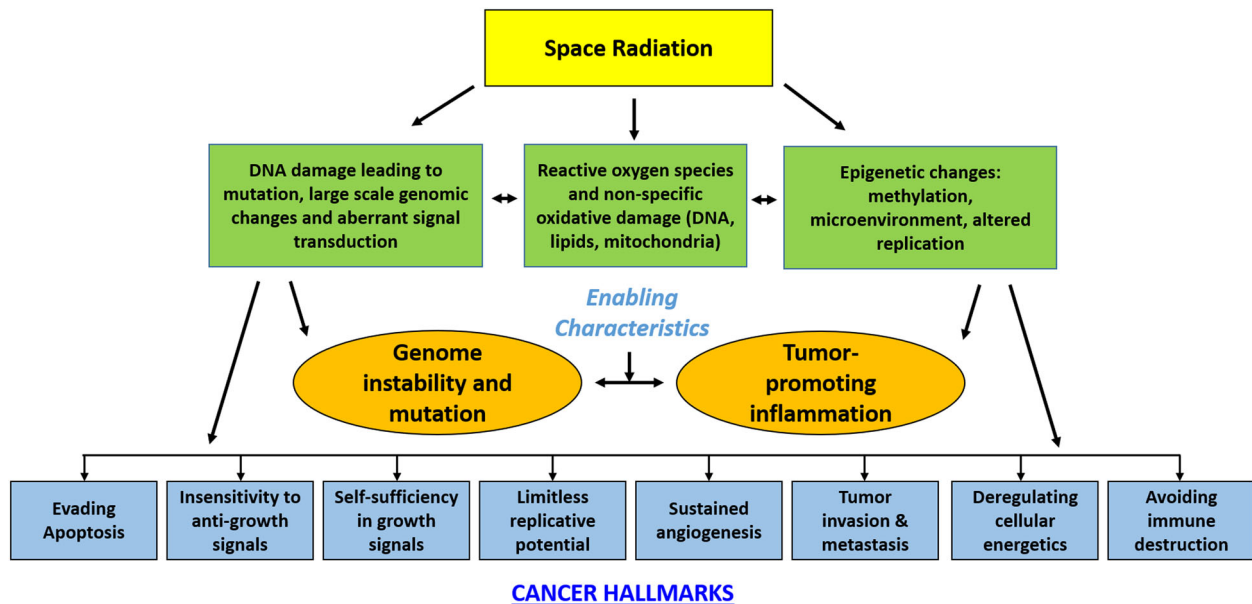 Space Radiation
DNA damage leading to
mutation, large scale genomic
changes and aberrant signal
transduction
Reactive oxygen species
and non-specific
oxidative damage (DNA,
lipids, mitochondria)
Epigenetic changes:
methylation,
microenvironment, altered
replication
Enabling
Characteristics
Genome
instability and
mutation
Tumor-
promoting
inflammation
Evading
Apoptosis
Insensitivity to
anti-growth
signals
Self-sufficiency
in growth
signals
Limitless
replicative
potential
Sustained
angiogenesis
Tumor
invasion &
metastasis
Deregulating
cellular
energetics
Avoiding
immune
destruction
CANCER HALLMARKS